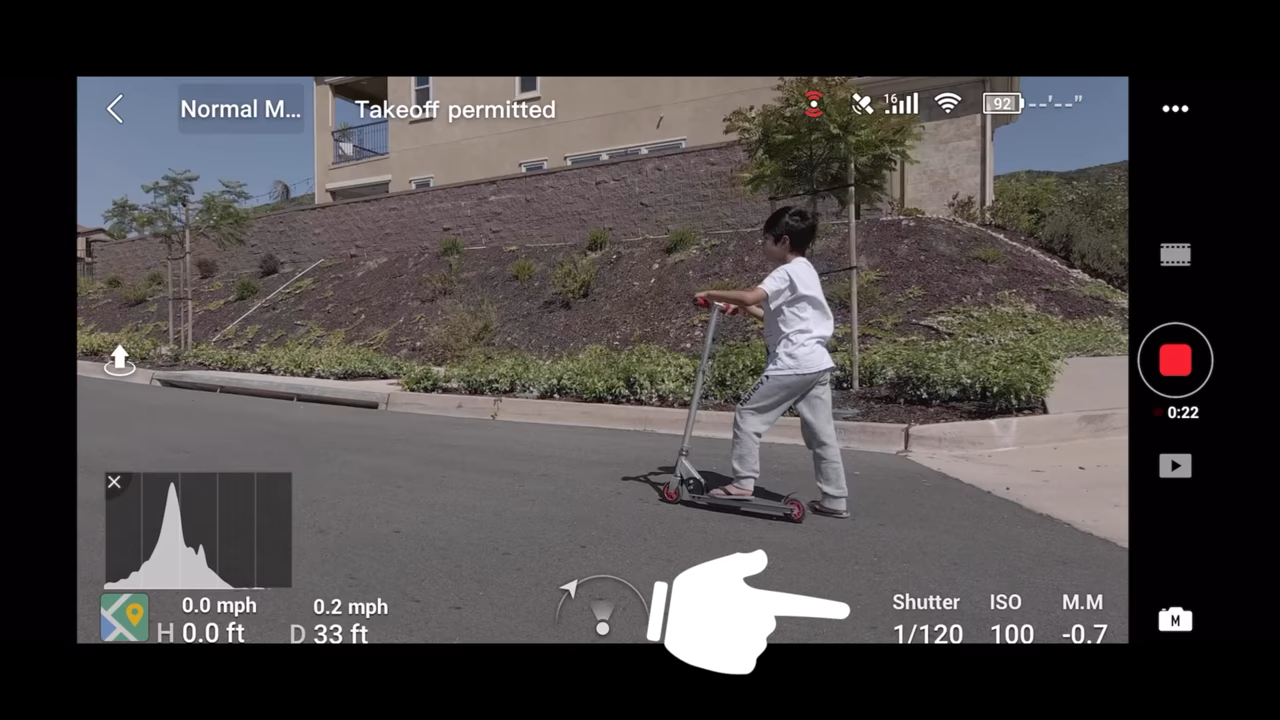 Normal M...
Takeoff permitted
16
92
--'--"
0:22
0.0 mph
0.2 mph
H 0.0 ft
D 33 ft
Shutter
ISO
M.M
1/120
100
-0.7
M